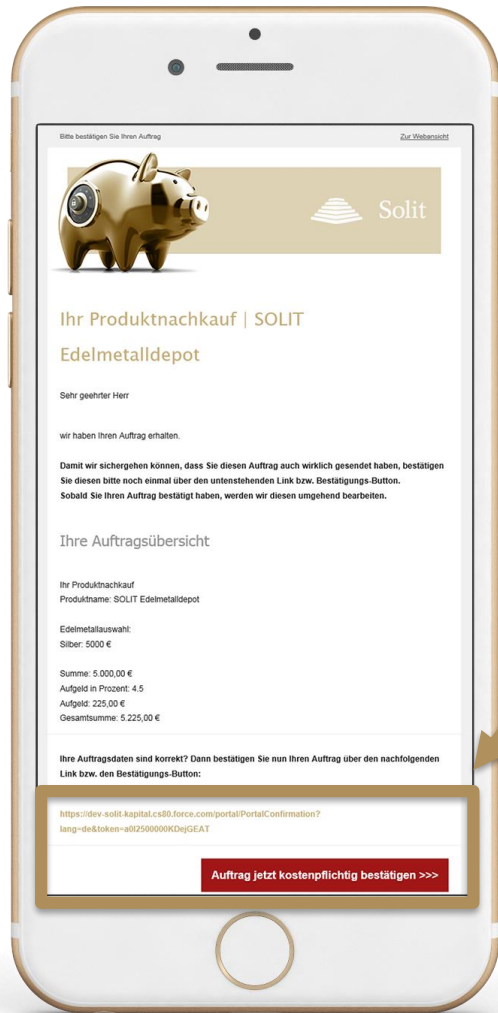 Bitte bestätigen Sie Ihren Auftrag
Zur Webansicht
Solit
Ihr Produktnachkauf | SOLIT
Edelmetalldepot
Sehr geehrter Herr
wir haben Ihren Auftrag erhalten.
Damit wir sichergehen können, dass Sie diesen Auftrag auch wirklich gesendet haben, bestätigen
Sie diesen bitte noch einmal über den untenstehenden Link bzw. Bestätigungs-Button.
Sobald Sie Ihren Auftrag bestätigt haben, werden wir diesen umgehend bearbeiten.
Ihre Auftragsübersicht
Ihr Produktnachkauf
Produktname: SOLIT Edelmetalldepot
Edelmetallauswahl:
Silber: 5000 €
Summe: 5.000,00 €
Aufgeld in Prozent: 4.5
Aufgeld: 225,00 €
Gesamtsumme: 5.225,00 €
Ihre Auftragsdaten sind korrekt? Dann bestätigen Sie nun Ihren Auftrag über den nachfolgenden
Link bzw. den Bestätigungs-Button:
https://dev-solit-kapital.cs80.force.com/portal/PortalConfirmation?
lang=de&token=a0I2500000KDejGEAT
Auftrag jetzt kostenpflichtig bestätigen >>>